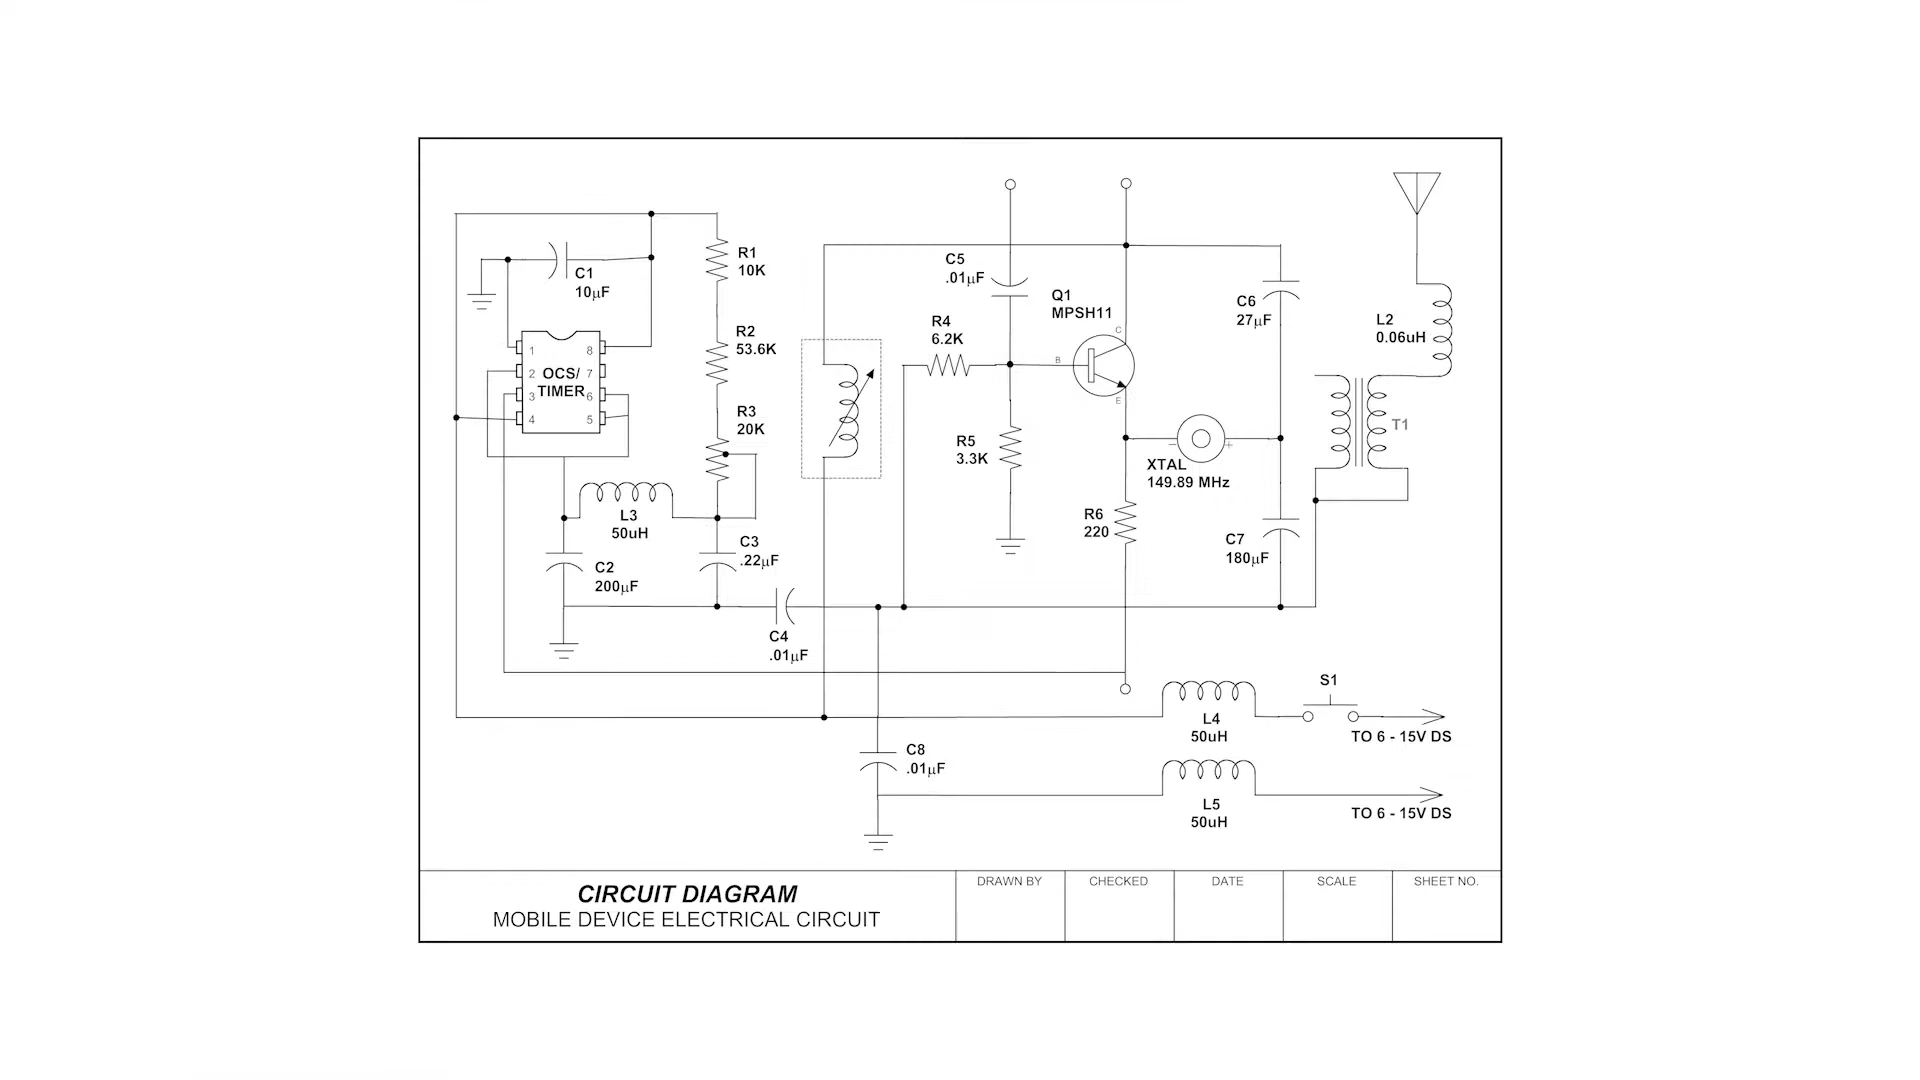 C1
10µF
R1
10K
R2
53.6K
R3
20K
1
2
3
4
8
7
6
5
OCS/
TIMER
L3
50uH
C2
200µF
C3
.22µF
C4
.01µF
C5
.01µF
R4
6.2K
R5
3.3K
Q1
MPSH11
C
B
E
C6
27µF
L2
0.06uH
T1
XTAL
149.89 MHz
−
+
R6
220
C7
180µF
S1
L4
50uH
TO 6 - 15V DS
C8
.01µF
L5
50uH
TO 6 - 15V DS
CIRCUIT DIAGRAM
MOBILE DEVICE ELECTRICAL CIRCUIT
DRAWN BY
CHECKED
DATE
SCALE
SHEET NO.